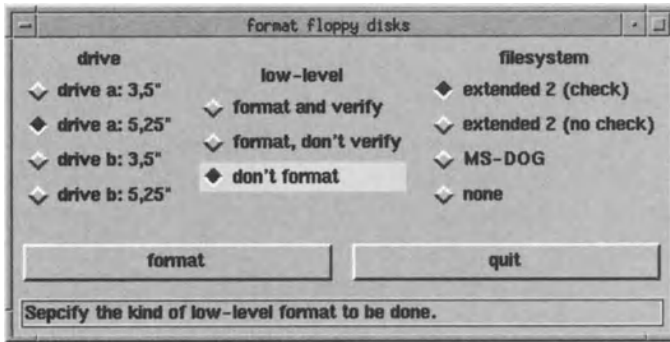 format floppy disks
drive
drive a: 3,5"
drive a: 5,25"
drive b: 3,5"
drive b: 5,25"
low-level
format and verify
format, don't verify
don't format
filesystem
extended 2 (check)
extended 2 (no check)
MS-DOG
none
format
quit
Sepcify the kind of low-level format to be done.